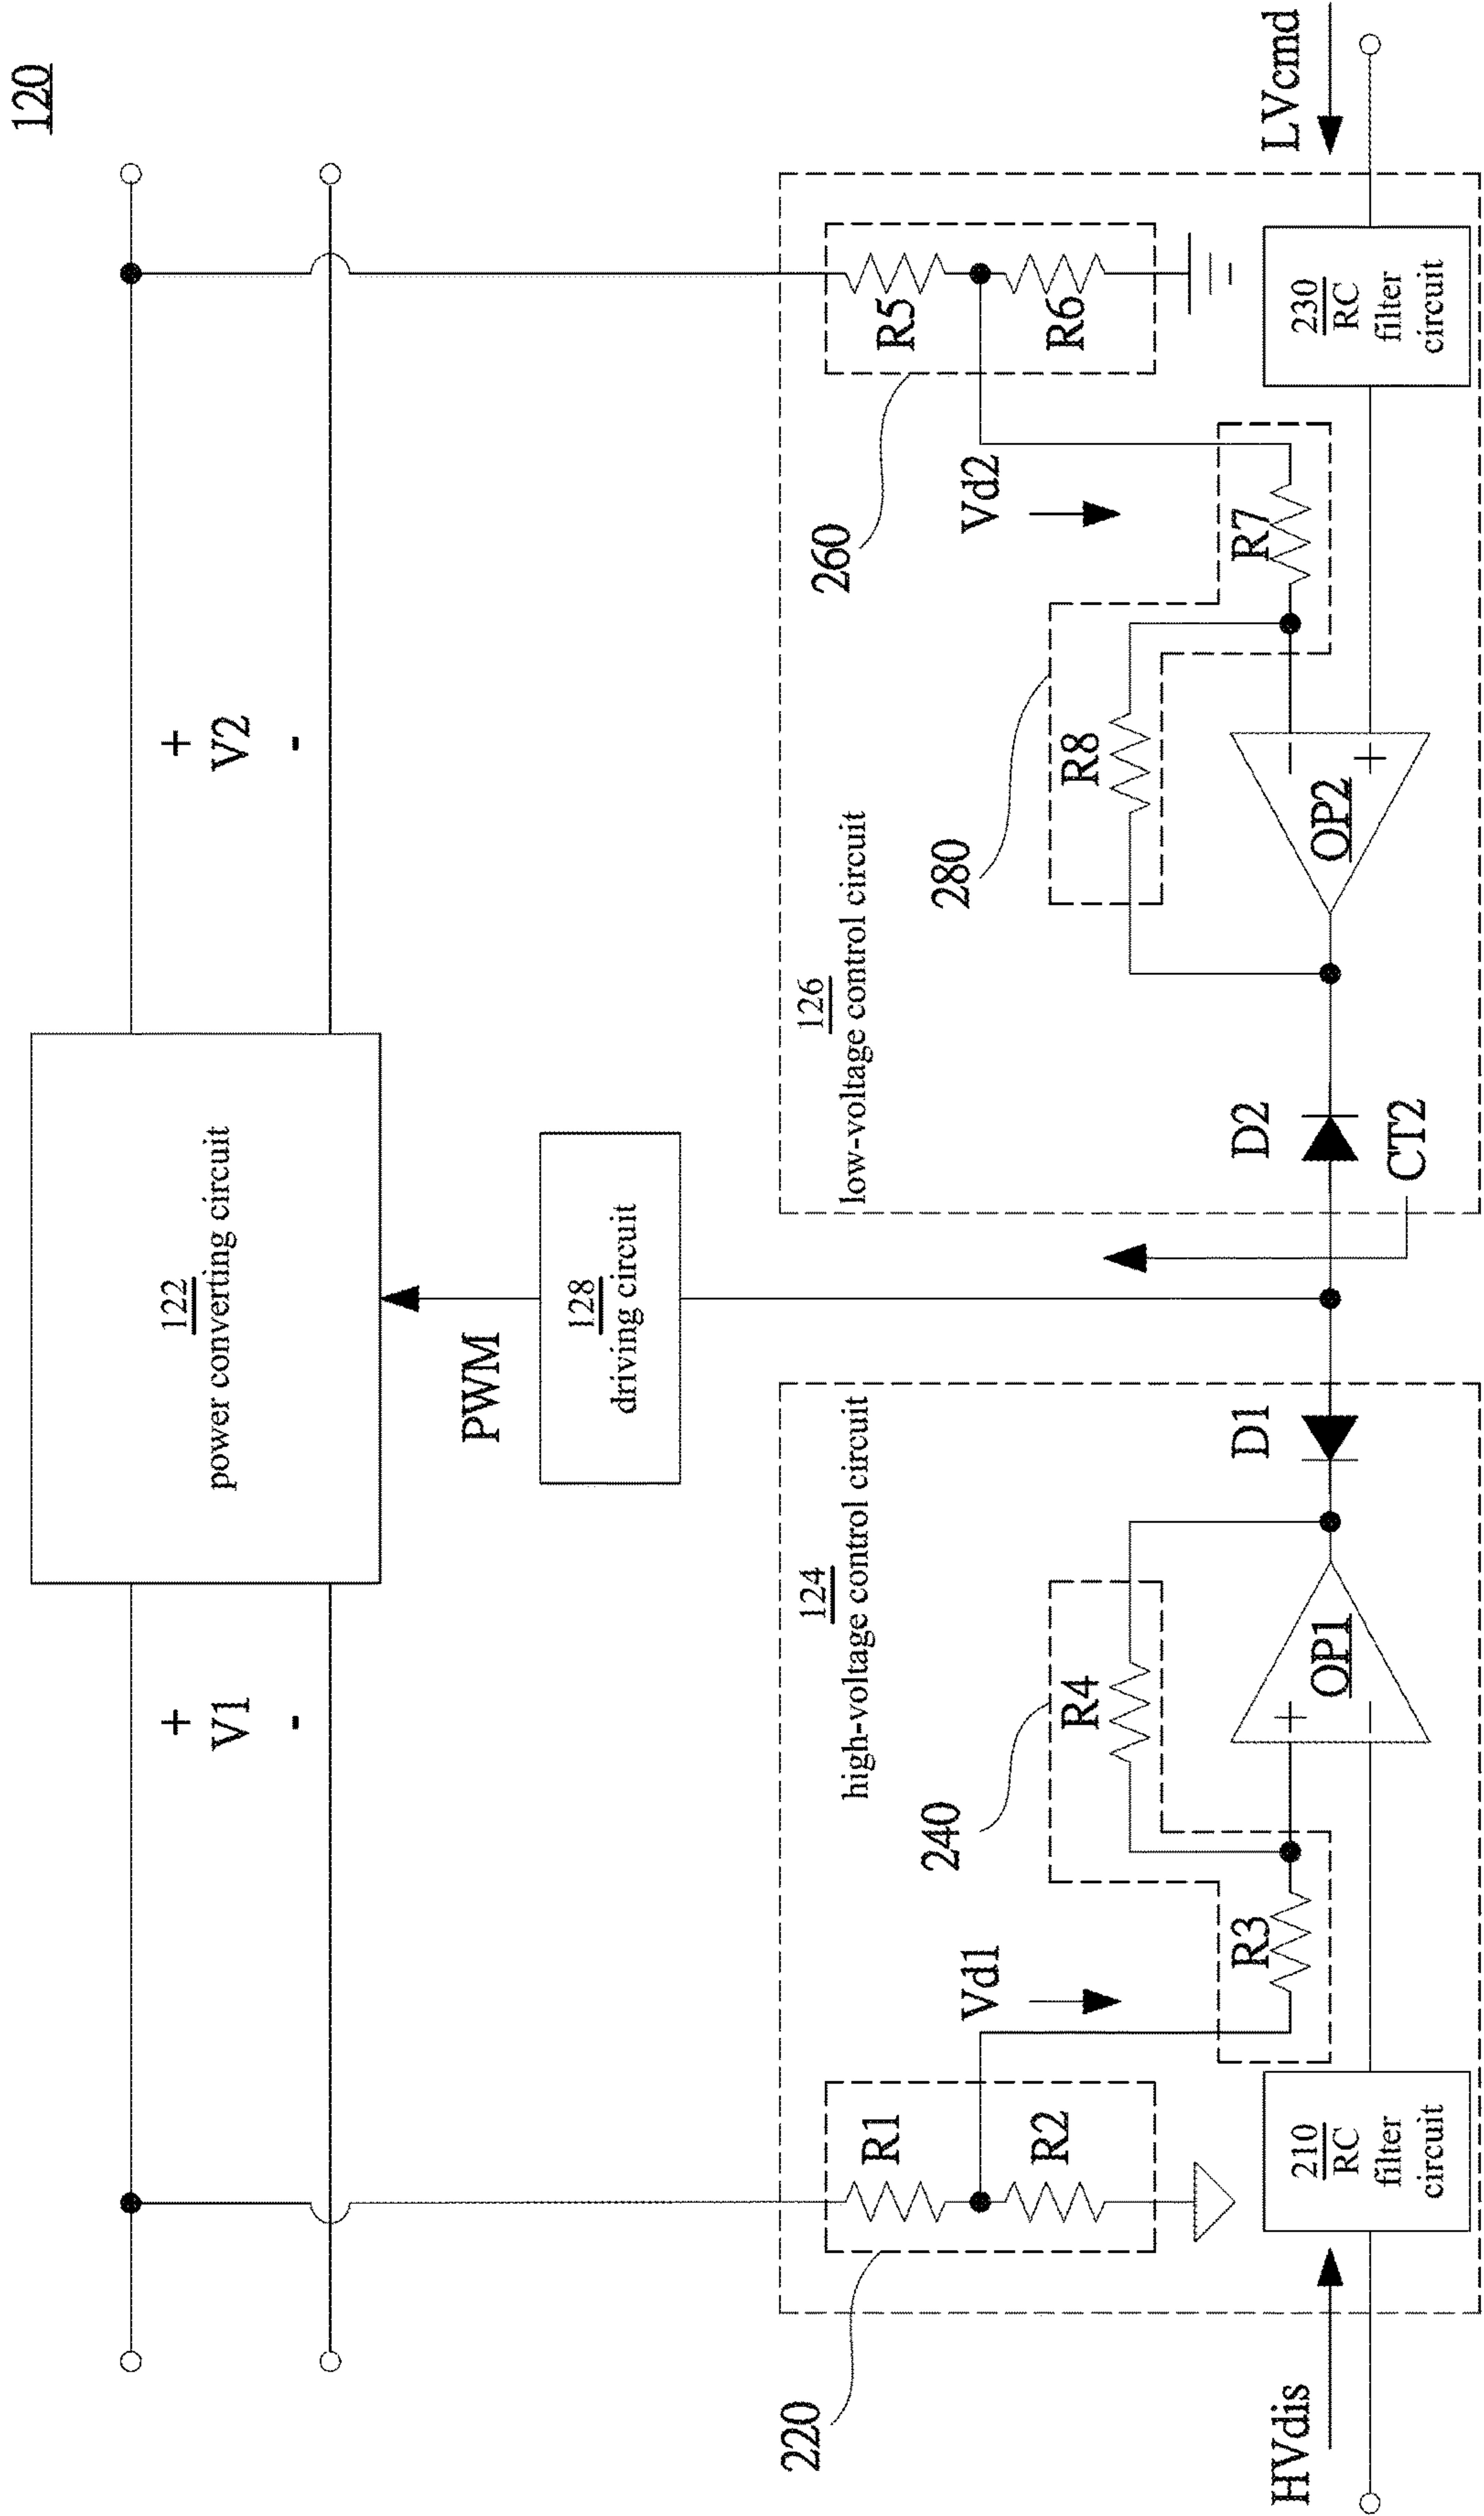 120
+
V1
-
122
power converting circuit
+
V2
-
PWM
128
driving circuit
124
high-voltage control circuit
126
low-voltage control circuit
220
R1
R2
Vd1
240
R3
R4
+
-
OP1
D1
HVdis
210
RC
filter
circuit
CT2
D2
280
R8
OP2
-
+
R7
Vd2
260
R5
R6
230
RC
filter
circuit
LVcmd